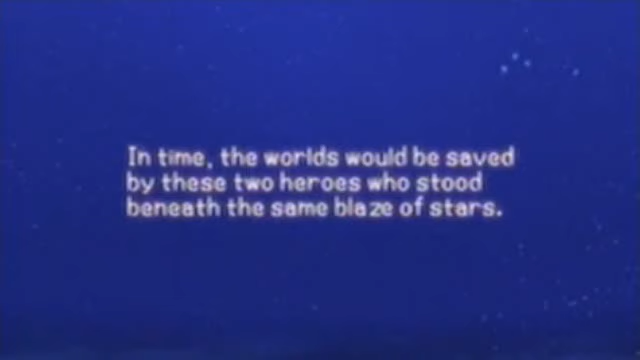 In time, the worlds would be saved
by these two heroes who stood
beneath the same blaze of stars.